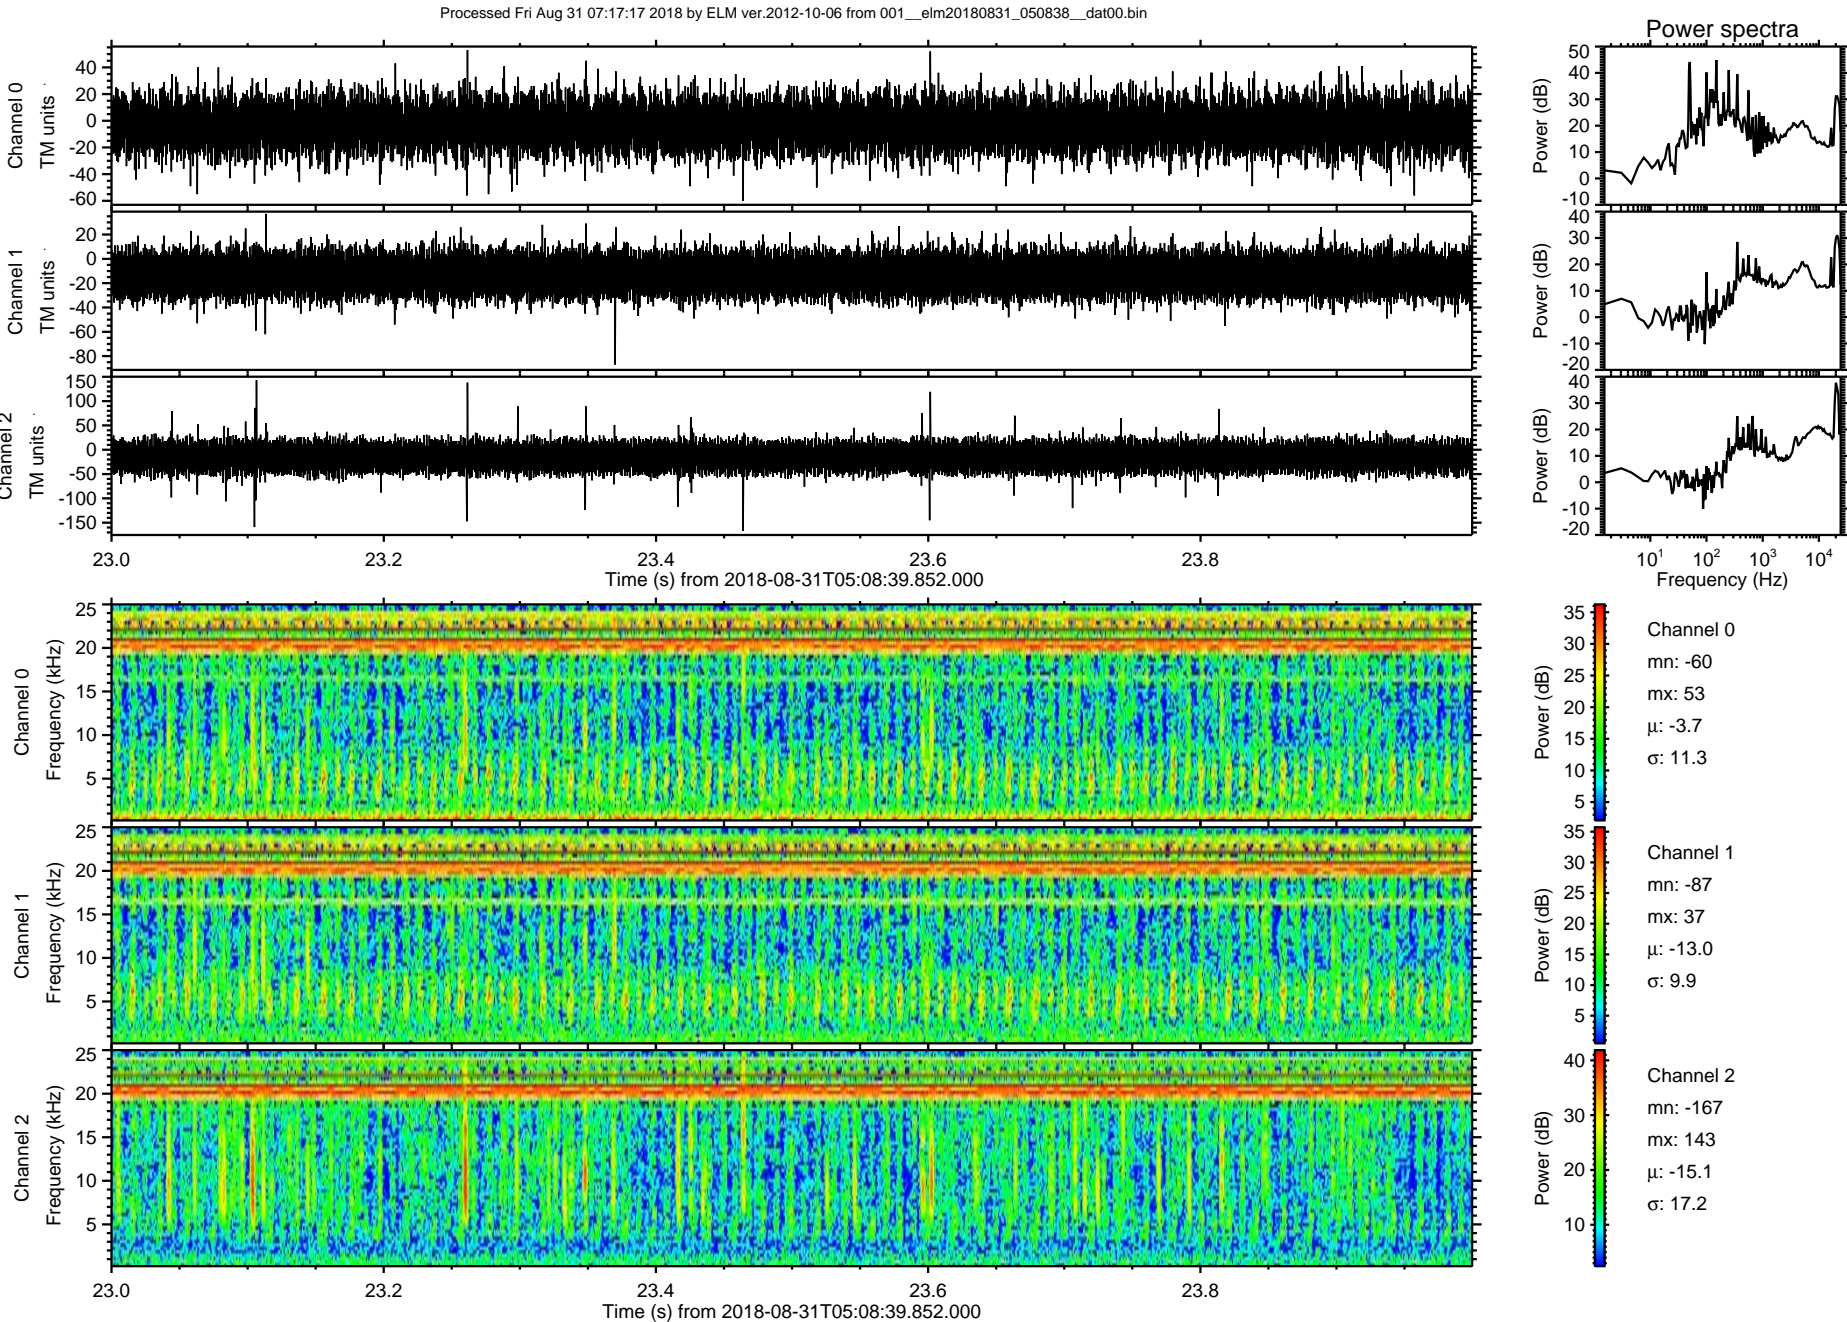 Processed Fri Aug 31 07:17:17 2018 by ELM ver.2012-10-06 from 001__elm20180831_050838__dat00.bin
Power spectra
Channel 0
TM units
40
20
0
-20
-40
-60
Power (dB)
50
40
30
20
10
0
-10
Channel 1
TM units
20
0
-20
-40
-60
-80
Power (dB)
40
30
20
10
0
-10
-20
Channel 2
TM units
150
100
50
0
-50
-100
-150
Power (dB)
40
30
20
10
0
-10
-20
23.0 23.2 23.4 23.6 23.8
Time (s) from 2018-08-31T05:08:39.852.000
10¹ 10² 10³ 10⁴
Frequency (Hz)
Channel 0
Frequency (kHz)
25
20
15
10
5
Power (dB)
35
30
25
20
15
10
5
Channel 0
mn: -60
mx: 53
μ: -3.7
σ: 11.3
Channel 1
Frequency (kHz)
25
20
15
10
5
Power (dB)
35
30
25
20
15
10
5
Channel 1
mn: -87
mx: 37
μ: -13.0
σ: 9.9
Channel 2
Frequency (kHz)
25
20
15
10
5
Power (dB)
40
30
20
10
Channel 2
mn: -167
mx: 143
μ: -15.1
σ: 17.2
23.0 23.2 23.4 23.6 23.8
Time (s) from 2018-08-31T05:08:39.852.000